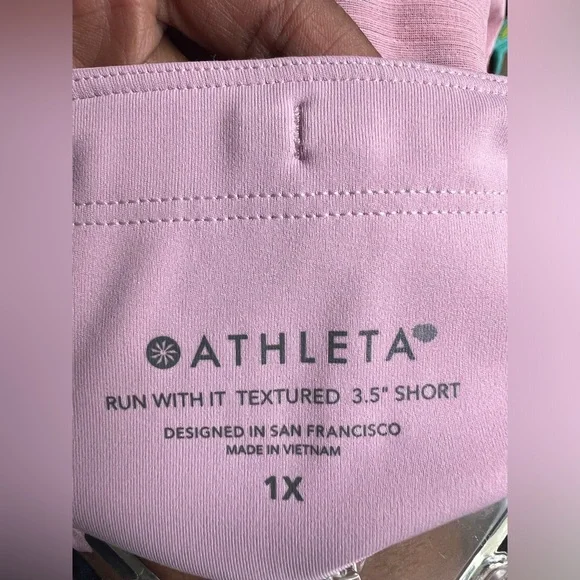 ATHLETA
RUN WITH IT TEXTURED 3.5" SHORT
DESIGNED IN SAN FRANCISCO
MADE IN VIETNAM
1X